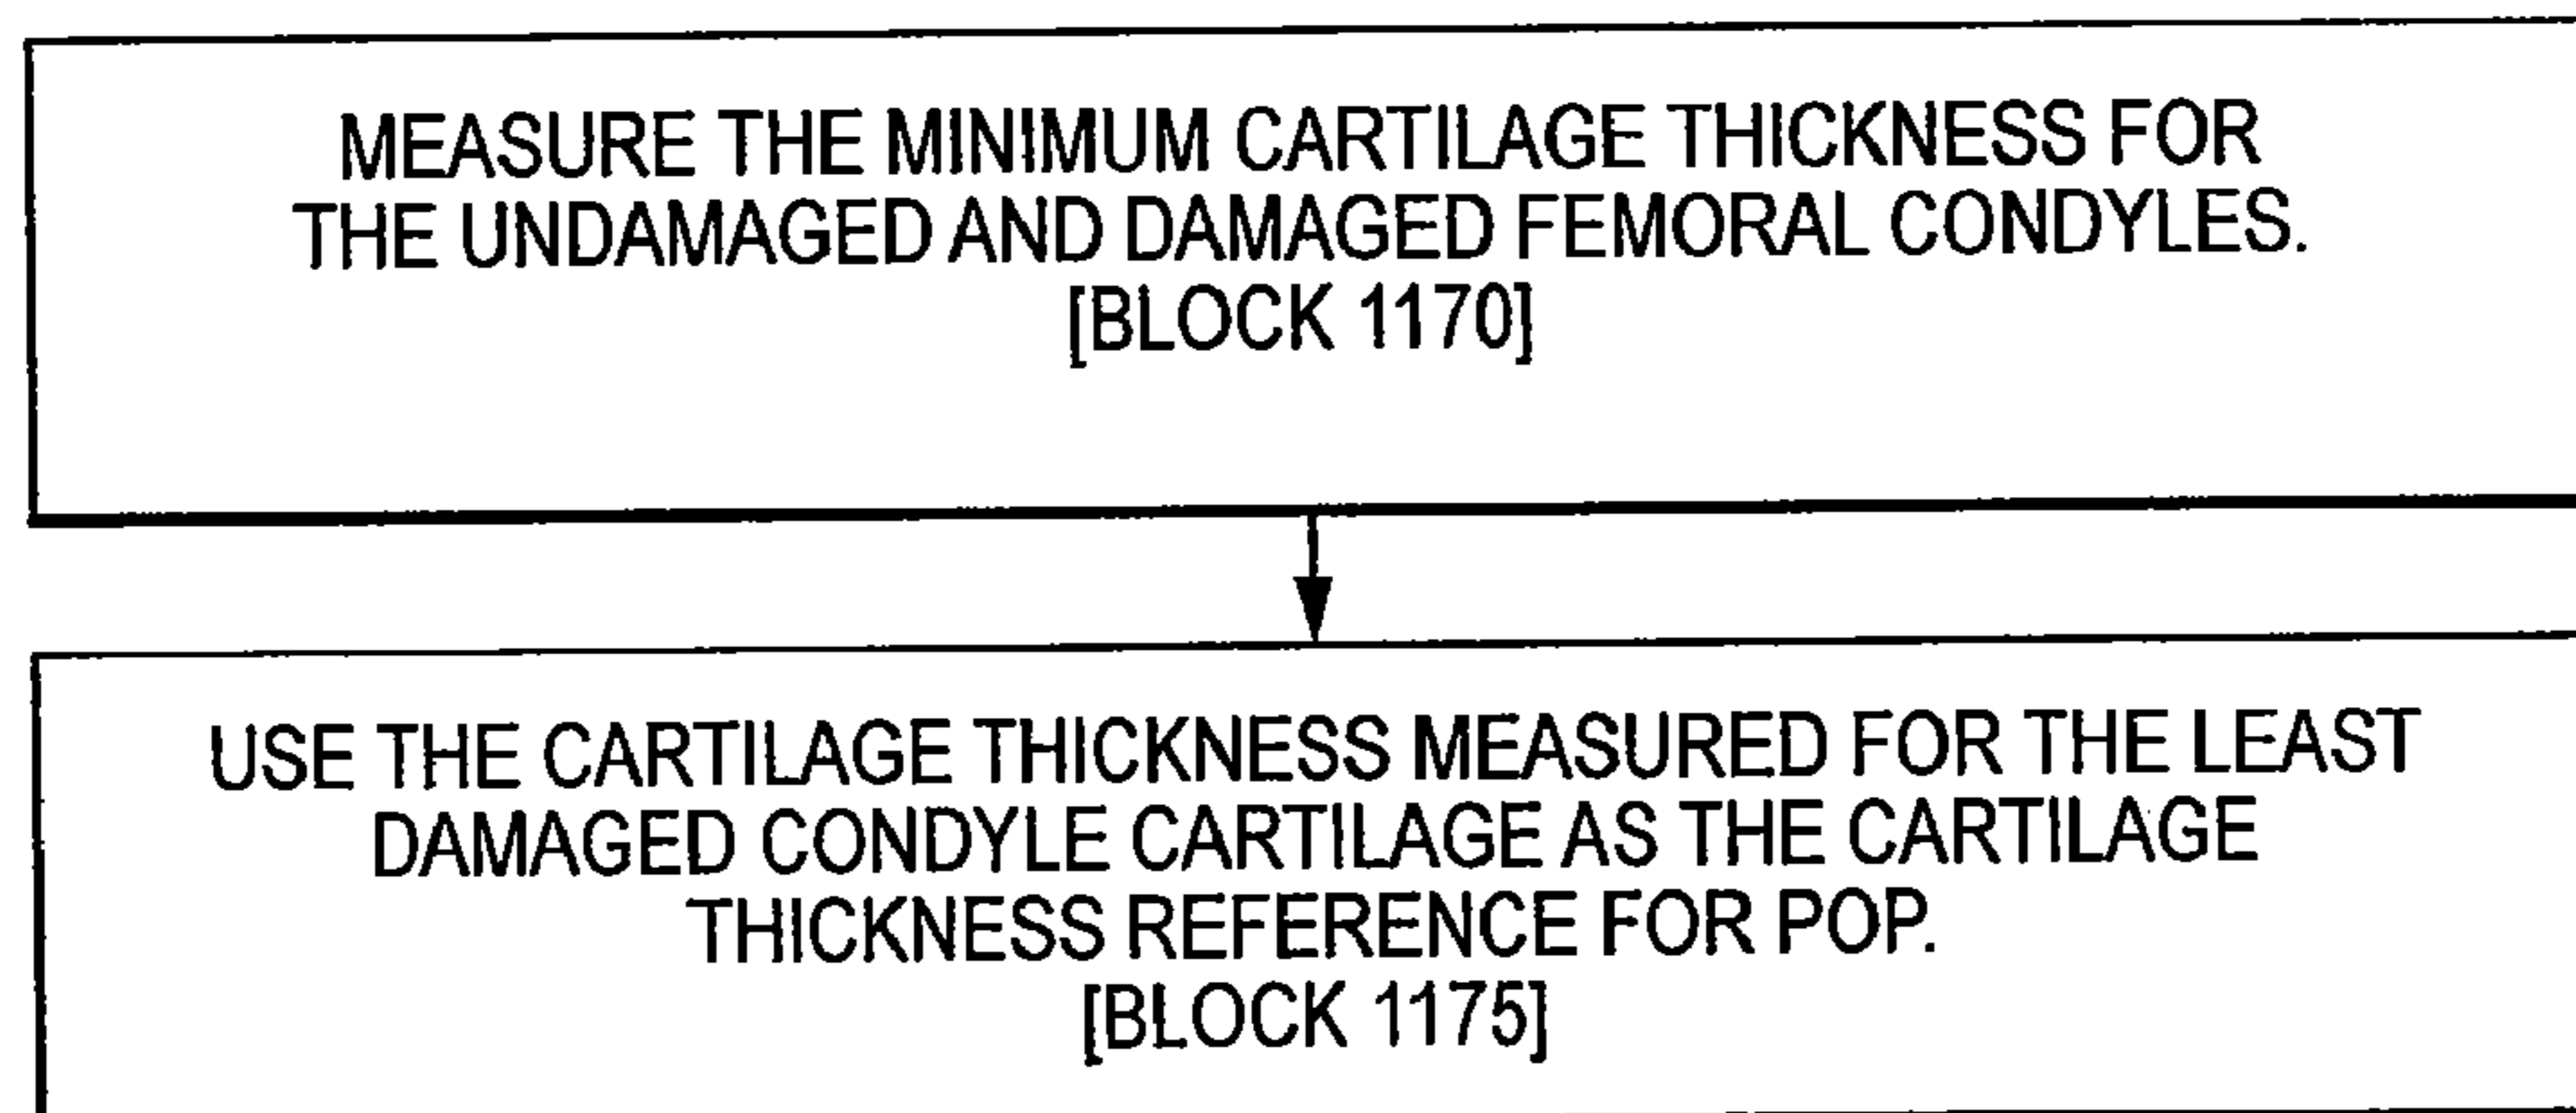 MEASURE THE MINIMUM CARTILAGE THICKNESS FOR
THE UNDAMAGED AND DAMAGED FEMORAL CONDYLES.
[BLOCK 1170]
USE THE CARTILAGE THICKNESS MEASURED FOR THE LEAST
DAMAGED CONDYLE CARTILAGE AS THE CARTILAGE
THICKNESS REFERENCE FOR POP.
[BLOCK 1175]